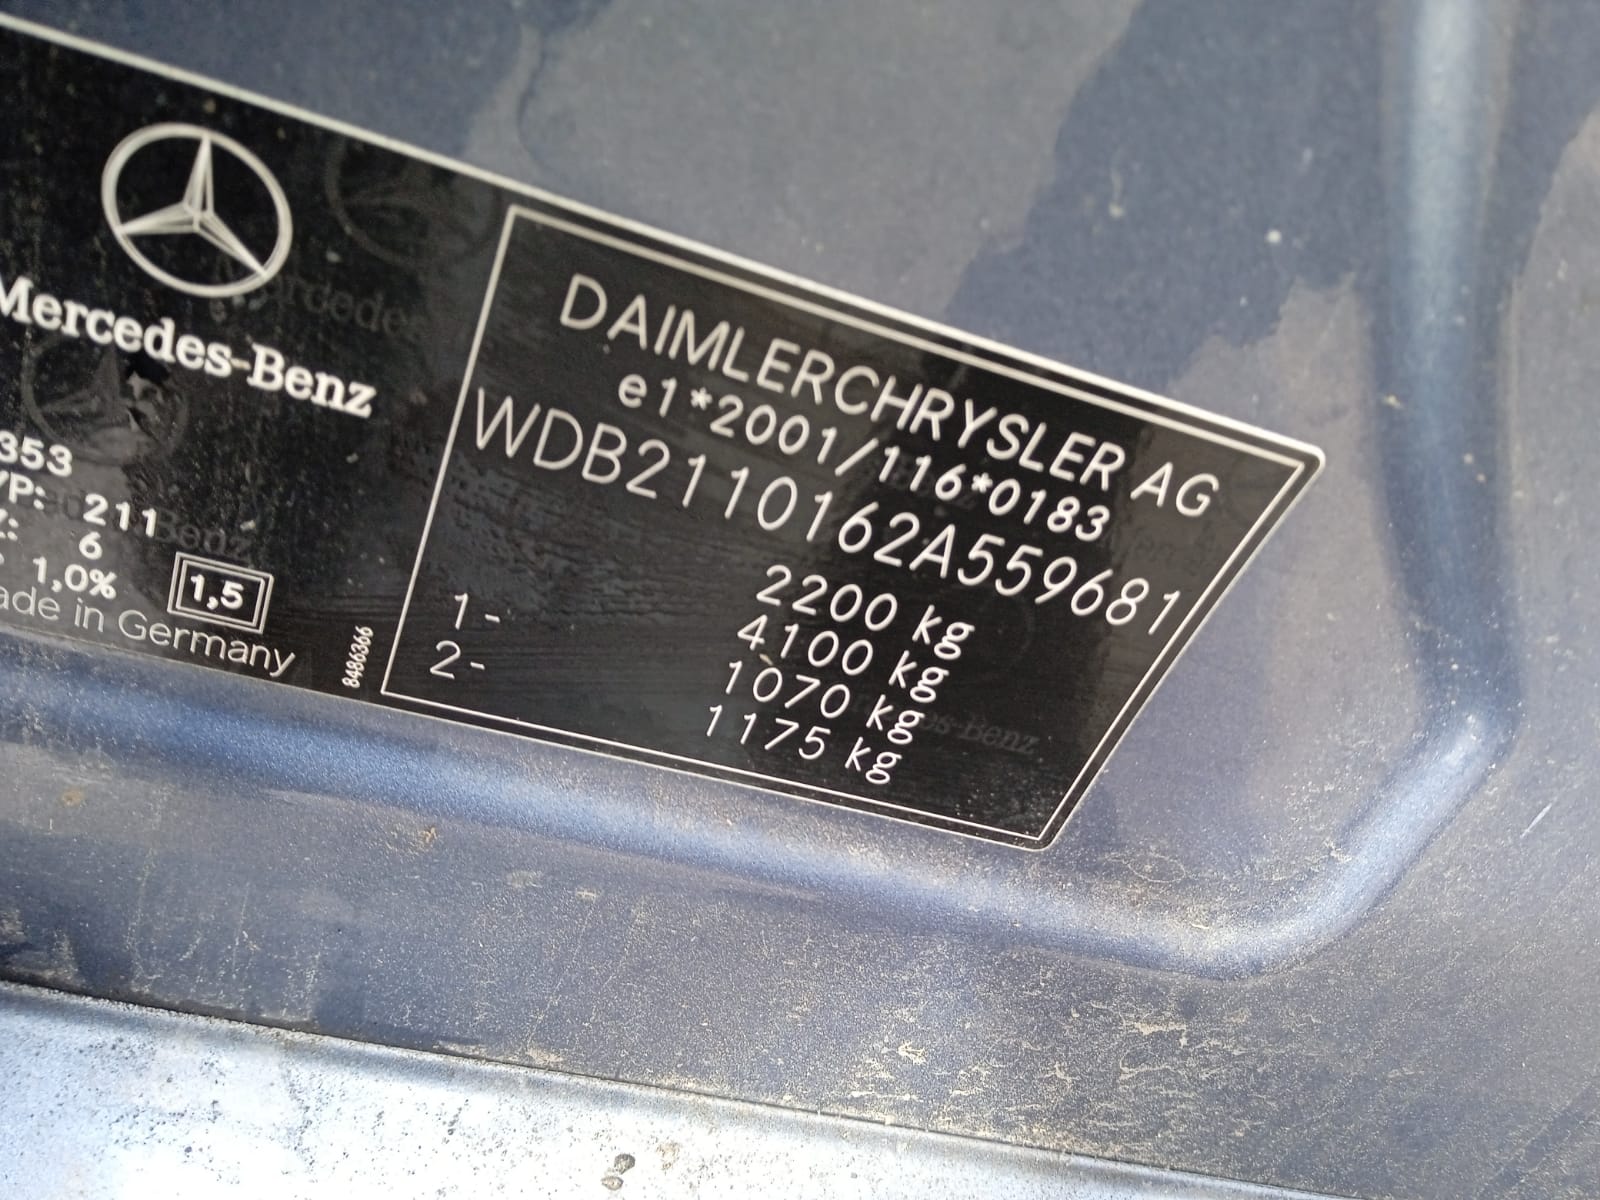 Mercedes-Benz
353
YP: 211
Z: 6
1,0%
1,5
ade in Germany
8486366
DAIMLERCHRYSLER AG
e1*2001/116*0183
WDB2110162A559681
2200 kg
4100 kg
1- 1070 kg
2- 1175 kg